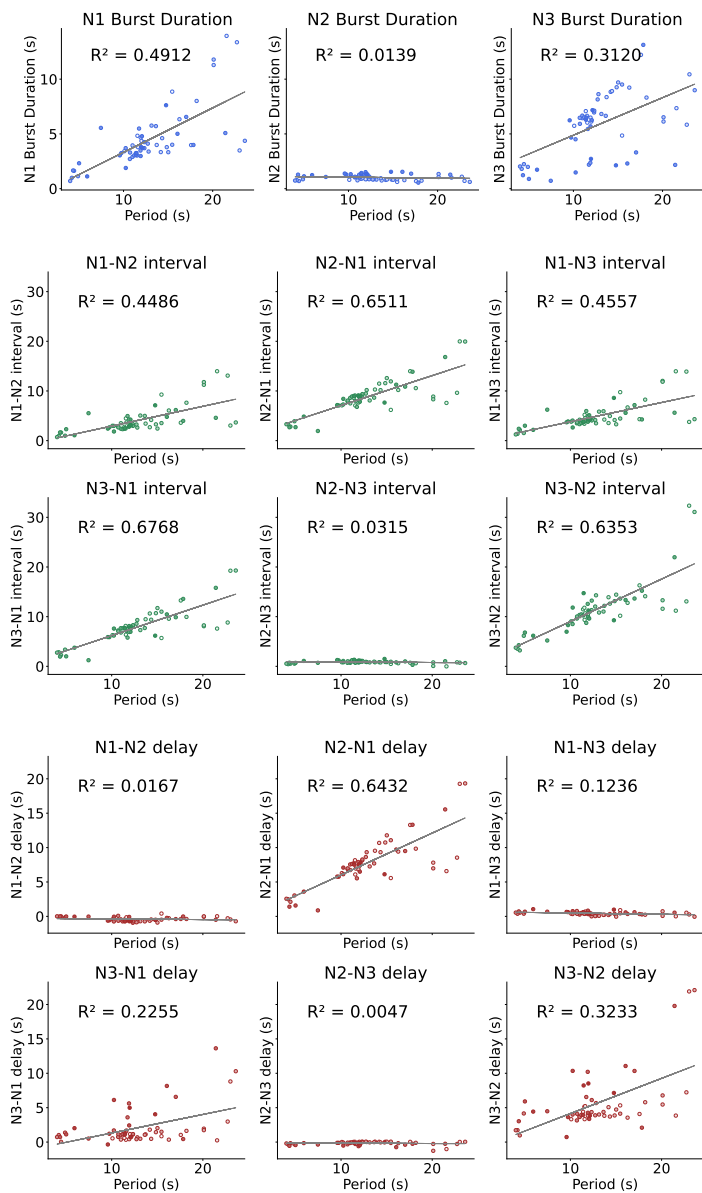 N1 Burst Duration N2 Burst Duration N3 Burst Duration
R² = 0.4912 R² = 0.0139 R² = 0.3120
N1 Burst Duration (s) N2 Burst Duration (s) N3 Burst Duration (s)
10 10
5 5
0 0
10 20 10 20 10 20
Period (s) Period (s) Period (s)
N1-N2 interval N2-N1 interval N1-N3 interval
R² = 0.4486 R² = 0.6511 R² = 0.4557
N1-N2 interval (s) N2-N1 interval (s) N1-N3 interval (s)
30
20
10
0
Period (s) Period (s) Period (s)
N3-N1 interval N2-N3 interval N3-N2 interval
R² = 0.6768 R² = 0.0315 R² = 0.6353
N3-N1 interval (s) N2-N3 interval (s) N3-N2 interval (s)
30
20
10
0
10 20 10 20 10 20
Period (s) Period (s) Period (s)
N1-N2 delay N2-N1 delay N1-N3 delay
R² = 0.0167 R² = 0.6432 R² = 0.1236
N1-N2 delay (s) N2-N1 delay (s) N1-N3 delay (s)
20
15
10
5
0
Period (s) Period (s) Period (s)
N3-N1 delay N2-N3 delay N3-N2 delay
R² = 0.2255 R² = 0.0047 R² = 0.3233
N3-N1 delay (s) N2-N3 delay (s) N3-N2 delay (s)
20
15
10
5
0
10 20 10 20 10 20
Period (s) Period (s) Period (s)